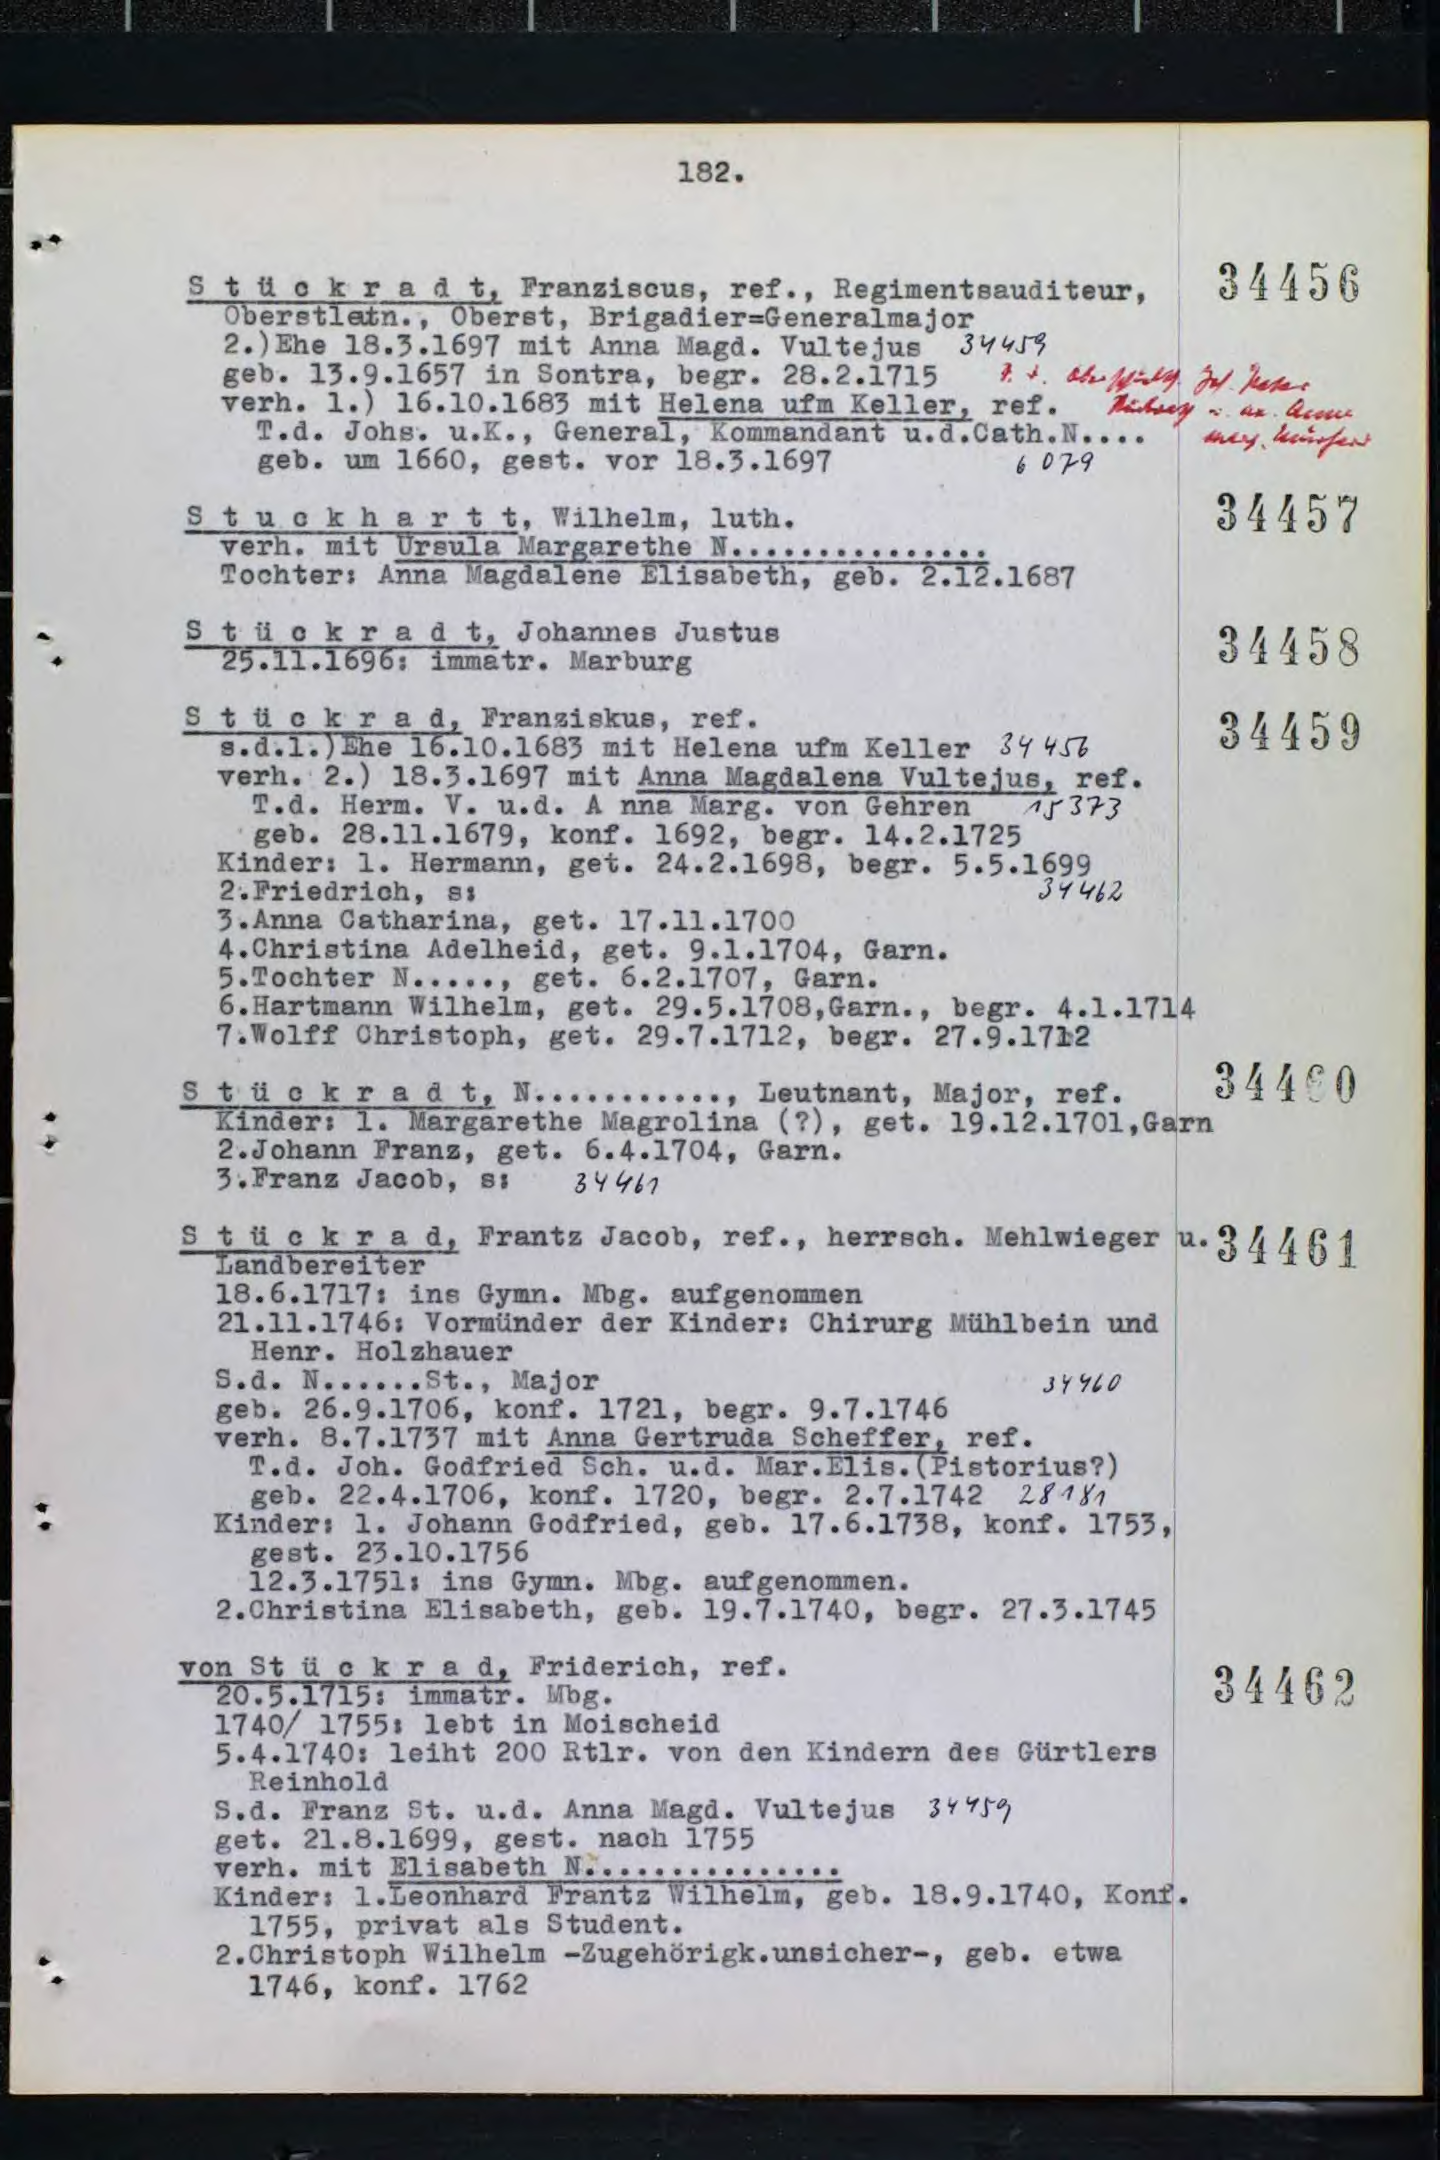 182.
S t ü c k r a d t, Franziscus, ref., Regimentsauditeur, 34456
Oberstletn., Oberst, Brigadier=Generalmajor
2.)Ehe 18.3.1697 mit Anna Magd. Vultejus 34459
geb. 13.9.1657 in Sontra, begr. 28.2.1715
verh. 1.) 16.10.1683 mit Helena ufm Keller, ref.
T.d. Johs. u.K., General, Kommandant u.d.Cath.N....
geb. um 1660, gest. vor 18.3.1697 6079
S t u c k h a r t t, Wilhelm, luth. 34457
verh. mit Ursula Margarethe N...............
Tochter: Anna Magdalene Elisabeth, geb. 2.12.1687
S t ü c k r a d t, Johannes Justus 34458
25.11.1696: immatr. Marburg
S t ü c k r a d, Franziskus, ref. 34459
s.d.1.)Ehe 16.10.1683 mit Helena ufm Keller 34456
verh. 2.) 18.3.1697 mit Anna Magdalena Vultejus, ref.
T.d. Herm. V. u.d. A nna Marg. von Gehren 15373
geb. 28.11.1679, konf. 1692, begr. 14.2.1725
Kinder: 1. Hermann, get. 24.2.1698, begr. 5.5.1699
2.Friedrich, s: 34462
3.Anna Catharina, get. 17.11.1700
4.Christina Adelheid, get. 9.1.1704, Garn.
5.Tochter N....., get. 6.2.1707, Garn.
6.Hartmann Wilhelm, get. 29.5.1708,Garn., begr. 4.1.1714
7.Wolff Christoph, get. 29.7.1712, begr. 27.9.1712
S t ü c k r a d t, N..........., Leutnant, Major, ref. 34460
Kinder: 1. Margarethe Magrolina (?), get. 19.12.1701,Garn
2.Johann Franz, get. 6.4.1704, Garn.
3.Franz Jacob, s: 34461
S t ü c k r a d, Frantz Jacob, ref., herrsch. Mehlwieger u. 34461
Landbereiter
18.6.1717: ins Gymn. Mbg. aufgenommen
21.11.1746: Vormünder der Kinder: Chirurg Mühlbein und
Henr. Holzhauer
S.d. N......St., Major 34460
geb. 26.9.1706, konf. 1721, begr. 9.7.1746
verh. 8.7.1737 mit Anna Gertruda Scheffer, ref.
T.d. Joh. Godfried Sch. u.d. Mar.Elis.(Pistorius?)
geb. 22.4.1706, konf. 1720, begr. 2.7.1742 28181
Kinder: 1. Johann Godfried, geb. 17.6.1738, konf. 1753,
gest. 23.10.1756
12.3.1751: ins Gymn. Mbg. aufgenommen.
2.Christina Elisabeth, geb. 19.7.1740, begr. 27.3.1745
von St ü c k r a d, Friderich, ref. 34462
20.5.1715: immatr. Mbg.
1740/ 1755: lebt in Moischeid
5.4.1740: leiht 200 Rtlr. von den Kindern des Gürtlers
Reinhold
S.d. Franz St. u.d. Anna Magd. Vultejus 34459
get. 21.8.1699, gest. nach 1755
verh. mit Elisabeth N...............
Kinder: 1.Leonhard Frantz Wilhelm, geb. 18.9.1740, Konf.
1755, privat als Student.
2.Christoph Wilhelm -Zugehörigk.unsicher-, geb. etwa
1746, konf. 1762